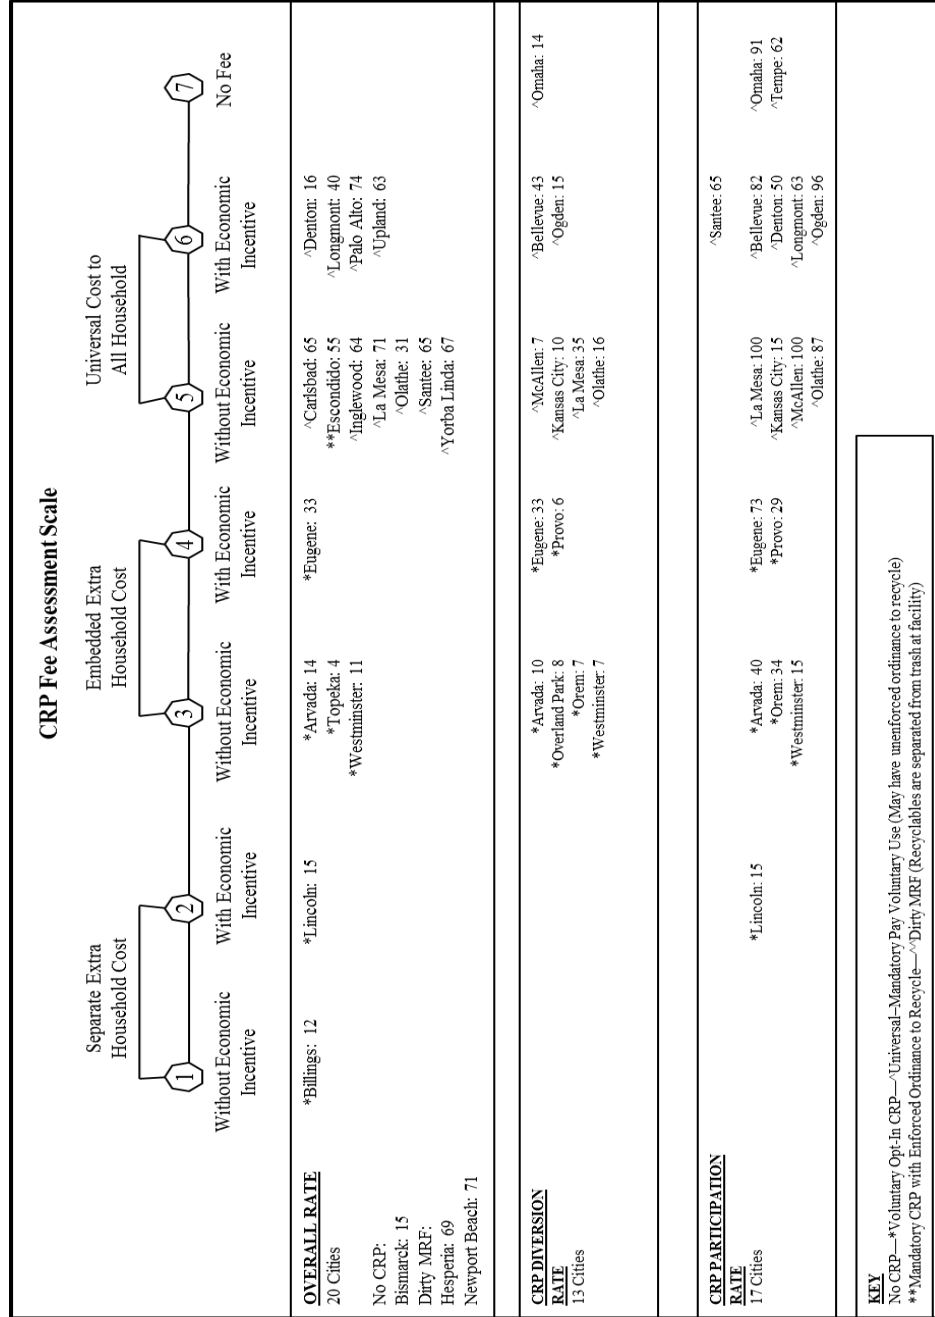 CRP Fee Assessment Scale
Separate Extra
Household Cost
Embedded Extra
Household Cost
Universal Cost to
All Household
1
2
3
4
5
6
7
Without Economic
Incentive
With Economic
Incentive
Without Economic
Incentive
With Economic
Incentive
Without Economic
Incentive
With Economic
Incentive
No Fee
OVERALL RATE
20 Cities
No CRP:
Bismarck: 15
Dirty MRF:
Hesperia: 69
Newport Beach: 71
*Billings: 12
*Lincoln: 15
*Arvada: 14
*Topeka: 4
*Westminster: 11
*Eugene: 33
^Carlsbad: 65
**Escondido: 55
^Inglewood: 64
^La Mesa: 71
^Olathe: 31
^Santee: 65
^Yorba Linda: 67
^Denton: 16
^Longmont: 40
^Palo Alto: 74
^Upland: 63
CRP DIVERSION
RATE
13 Cities
*Arvada: 10
*Overland Park: 8
*Orem: 7
*Westminster: 7
*Eugene: 33
*Provo: 6
^McAllen: 7
^Kansas City: 10
^La Mesa: 35
^Olathe: 16
^Bellevue: 43
^Ogden: 15
^Omaha: 14
CRP PARTICIPATION
RATE
17 Cities
*Lincoln: 15
*Arvada: 40
*Orem: 34
*Westminster: 15
*Eugene: 73
*Provo: 29
^La Mesa: 100
^Kansas City: 15
^McAllen: 100
^Olathe: 87
^Santee: 65
^Bellevue: 82
^Denton: 50
^Longmont: 63
^Ogden: 96
^Omaha: 91
^Tempe: 62
KEY
No CRP—*Voluntary Opt-In CRP—^Universal–Mandatory Pay Voluntary Use (May have unenforced ordinance to recycle)
**Mandatory CRP with Enforced Ordinance to Recycle—^^Dirty MRF (Recyclables are separated from trash at facility)